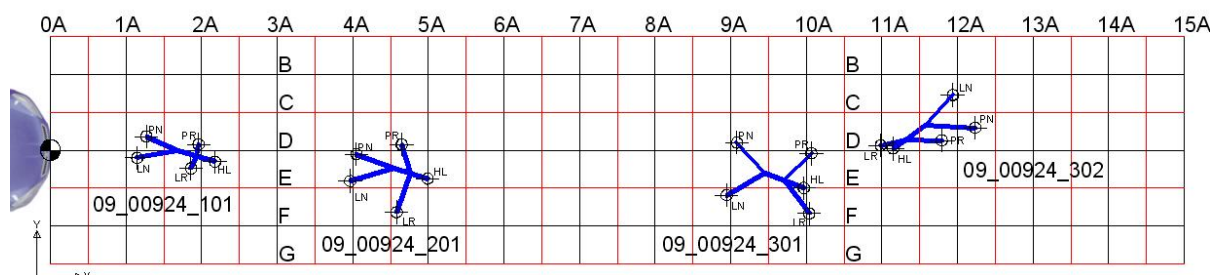 0A 1A 2A 3A 4A 5A 6A 7A 8A 9A 10A 11A 12A 13A 14A 15A
B B
C C LN
PN PR PN PR PN
D D
LR HL PR
LN LR HL PN LN HL PR
E E
09_00924_302
HL
LN LN
09_00924_101
F LR LR F
09_00924_201 09_00924_301
Y
G G